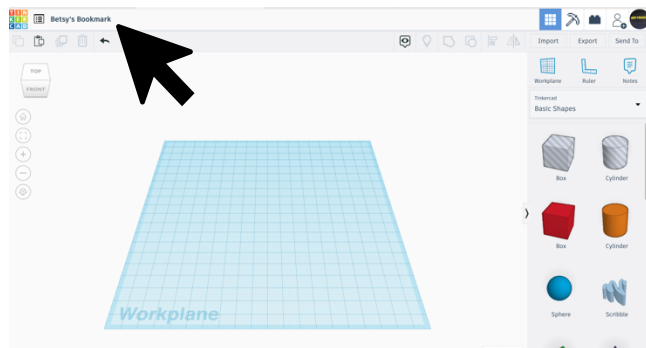 TIN
KER
CAD
Betsy's Bookmark
Import Export Send To
TOP
FRONT
Workplane Ruler Notes
Tinkercad
Basic Shapes
Box Cylinder
Box Cylinder
Sphere Scribble
Workplane